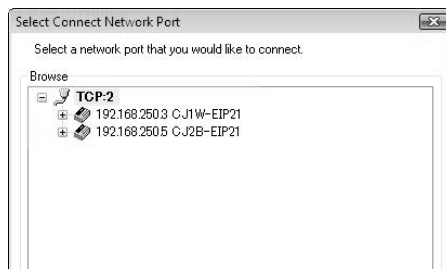 Select Connect Network Port
Select a network port that you would like to connect.
Browse
TCP:2
192.168.250.3 CJ1W-EIP21
192.168.250.5 CJ2B-EIP21